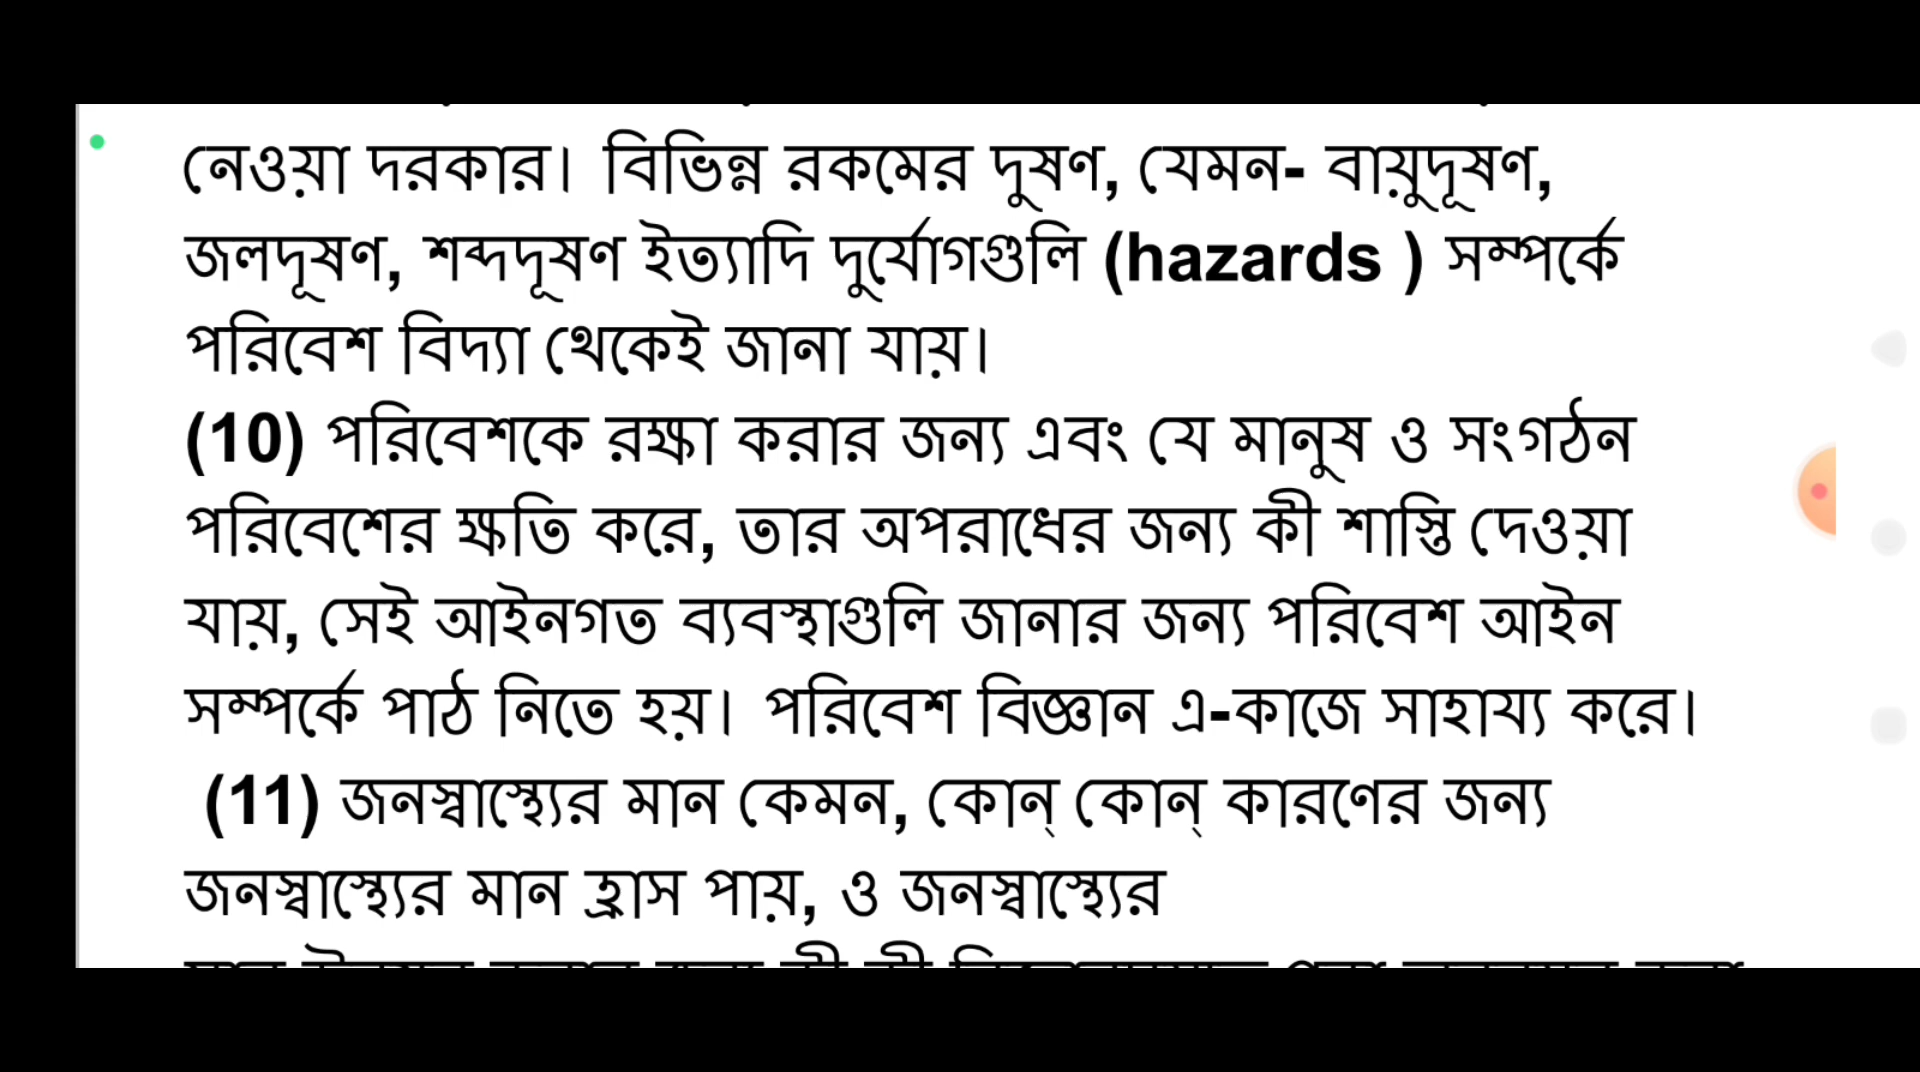 নেওয়া দরকার। বিভিন্ন রকমের দুষণ, যেমন- বায়ুদূষণ,
জলদূষণ, শব্দদূষণ ইত্যাদি দুর্যোগগুলি (hazards ) সম্পর্কে
পরিবেশ বিদ্যা থেকেই জানা যায়।
(10) পরিবেশকে রক্ষা করার জন্য এবং যে মানুষ ও সংগঠন
পরিবেশের ক্ষতি করে, তার অপরাধের জন্য কী শাস্তি দেওয়া
যায়, সেই আইনগত ব্যবস্থাগুলি জানার জন্য পরিবেশ আইন
সম্পর্কে পাঠ নিতে হয়। পরিবেশ বিজ্ঞান এ-কাজে সাহায্য করে।
(11) জনস্বাস্থ্যের মান কেমন, কোন্ কোন্ কারণের জন্য
জনস্বাস্থ্যের মান হ্রাস পায়, ও জনস্বাস্থ্যের